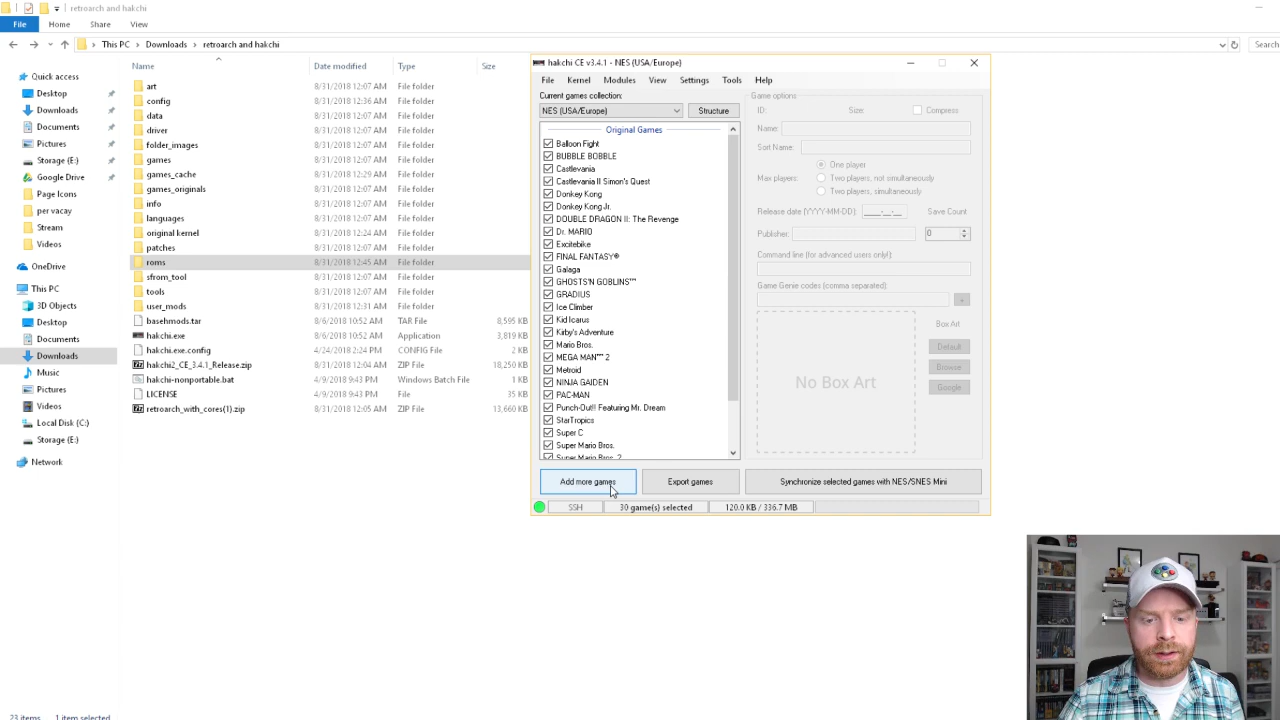 retroarch and hakchi
File Home Share View
This PC Downloads retroarch and hakchi Search
Name Date modified Type Size
Quick access
Desktop
Downloads
Documents
Pictures
Storage (E:)
Google Drive
Page Icons
per vacay
Stream
Videos
OneDrive
This PC
3D Objects
Desktop
Documents
Downloads
Music
Pictures
Videos
Local Disk (C:)
Storage (E:)
Network
art 8/31/2018 12:07 AM File folder
config 8/31/2018 12:36 AM File folder
data 8/31/2018 12:07 AM File folder
driver 8/31/2018 12:07 AM File folder
folder_images 8/31/2018 12:07 AM File folder
games 8/31/2018 12:07 AM File folder
games_cache 8/31/2018 12:29 AM File folder
games_originals 8/31/2018 12:07 AM File folder
info 8/31/2018 12:07 AM File folder
languages 8/31/2018 12:07 AM File folder
original kernel 8/31/2018 12:24 AM File folder
patches 8/31/2018 12:07 AM File folder
roms 8/31/2018 12:45 AM File folder
sfrom_tool 8/31/2018 12:07 AM File folder
tools 8/31/2018 12:07 AM File folder
user_mods 8/31/2018 12:31 AM File folder
basehmods.tar 8/6/2018 10:52 AM TAR File 8,595 KB
hakchi.exe 8/6/2018 10:52 AM Application 3,819 KB
hakchi.exe.config 4/24/2018 2:24 PM CONFIG File 2 KB
hakchi2_CE_3.4.1_Release.zip 8/31/2018 12:04 AM ZIP File 18,250 KB
hakchi-nonportable.bat 4/9/2018 9:43 PM Windows Batch File 1 KB
LICENSE 4/9/2018 9:43 PM File 35 KB
retroarch_with_cores(1).zip 8/31/2018 12:05 AM ZIP File 13,660 KB
23 items 1 item selected
hakchi CE v3.4.1 - NES (USA/Europe)
File Kernel Modules View Settings Tools Help
Current games collection:
NES (USA/Europe) Structure
Original Games
Balloon Fight
BUBBLE BOBBLE
Castlevania
Castlevania II Simon's Quest
Donkey Kong
Donkey Kong Jr.
DOUBLE DRAGON II: The Revenge
Dr. MARIO
Excitebike
FINAL FANTASY®
Galaga
GHOSTS'N GOBLINS™
GRADIUS
Ice Climber
Kid Icarus
Kirby's Adventure
Mario Bros.
MEGA MAN™ 2
Metroid
NINJA GAIDEN
PAC-MAN
Punch-Out!! Featuring Mr. Dream
StarTropics
Super C
Super Mario Bros.
Super Mario Bros. 2
Game options
ID: Size: Compress
Name:
Sort Name:
One player
Max players: Two players, not simultaneously
Two players, simultaneously
Release date (YYYY-MM-DD): ____-__-__ Save Count
Publisher: 0
Command line (for advanced users only!):
Game Genie codes (comma separated):
No Box Art
Box Art
Default
Browse
Google
Add more games Export games Synchronize selected games with NES/SNES Mini
SSH 30 game(s) selected 120.0 KB / 336.7 MB